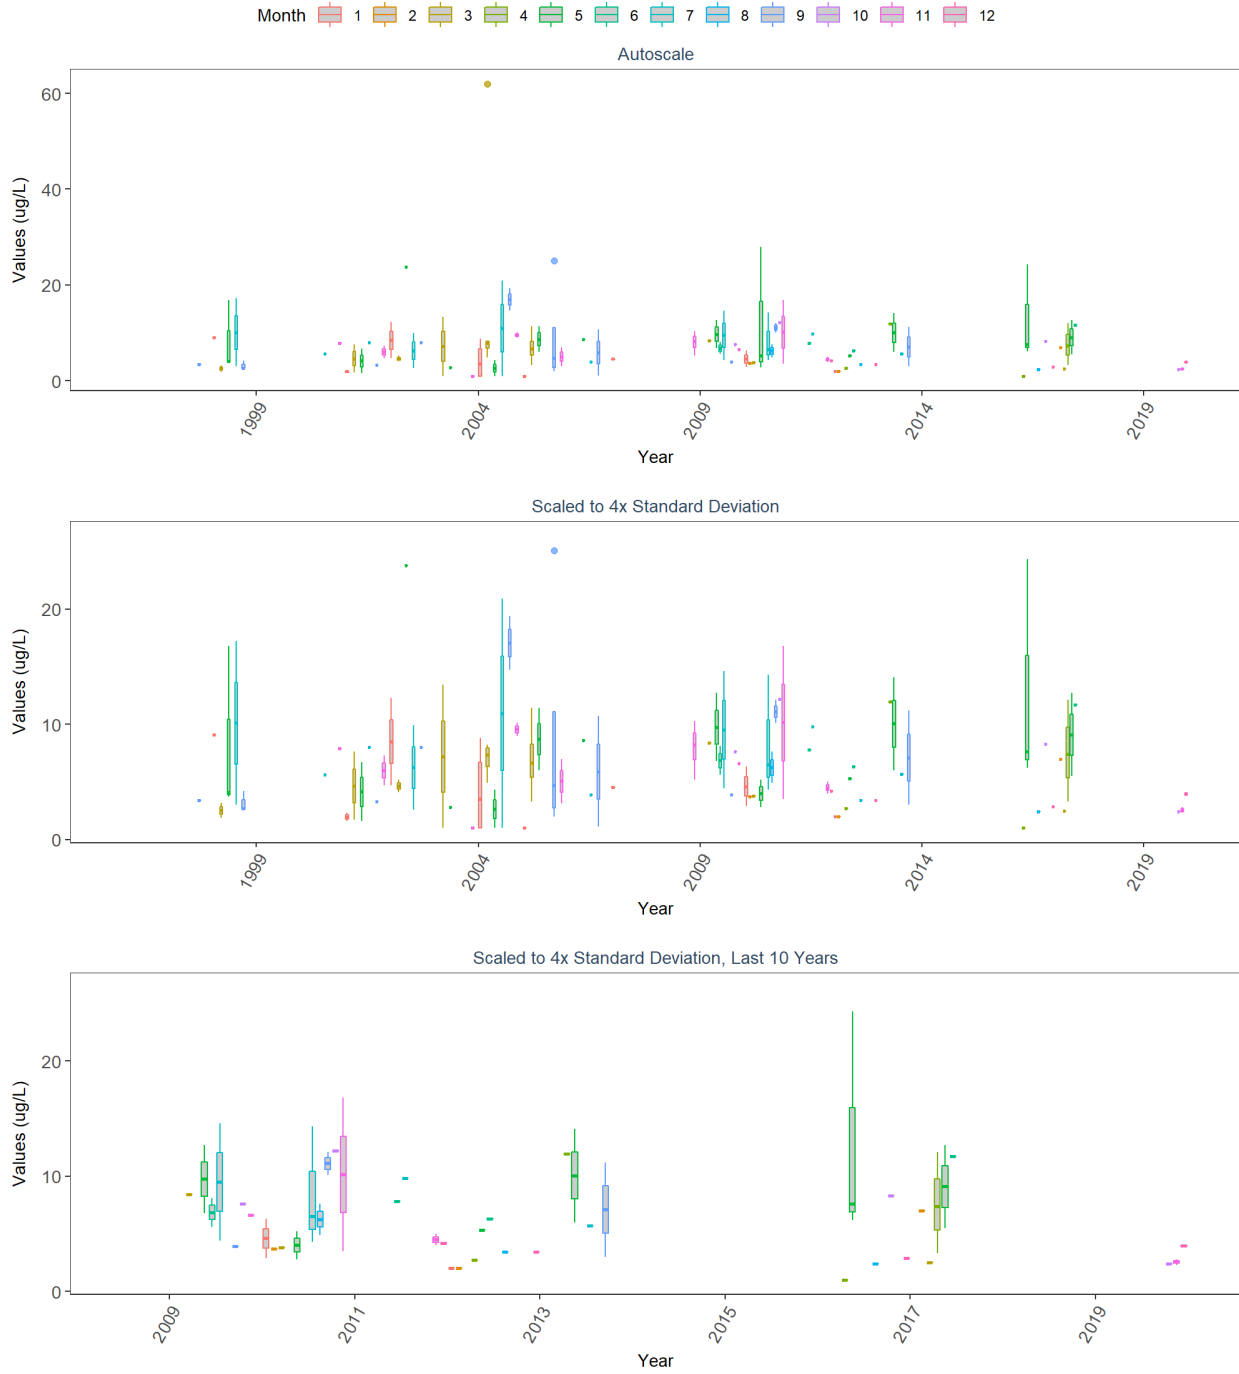 Month 1 2 3 4 5 6 7 8 9 10 11 12
Autoscale
60
40
20
0
Values (ug/L)
1999 2004 2009 2014 2019
Year
Scaled to 4x Standard Deviation
20
10
0
Values (ug/L)
1999 2004 2009 2014 2019
Year
Scaled to 4x Standard Deviation, Last 10 Years
20
10
0
Values (ug/L)
2009 2011 2013 2015 2017 2019
Year